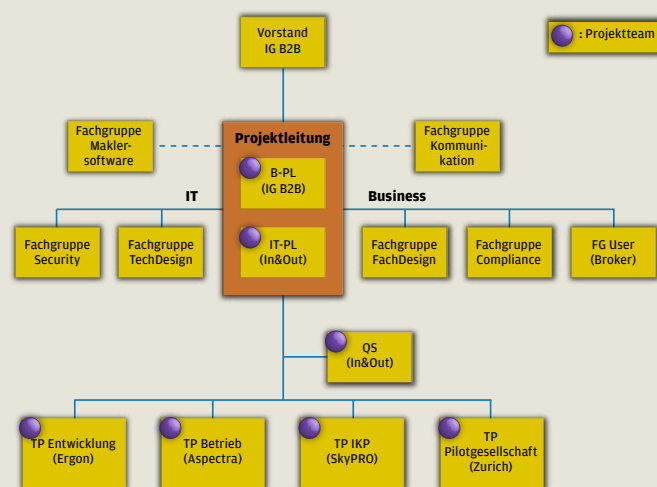 Vorstand
IG B2B
: Projektteam
Fachgruppe
Makler-
software
Projektleitung
Fachgruppe
Kommuni-
kation
B-PL
(IG B2B)
IT
Business
IT-PL
(In&Out)
Fachgruppe
Security
Fachgruppe
TechDesign
Fachgruppe
FachDesign
Fachgruppe
Compliance
FG User
(Broker)
QS
(In&Out)
TP Entwicklung
(Ergon)
TP Betrieb
(Aspectra)
TP IKP
(SkyPRO)
TP
Pilotgesellschaft
(Zurich)